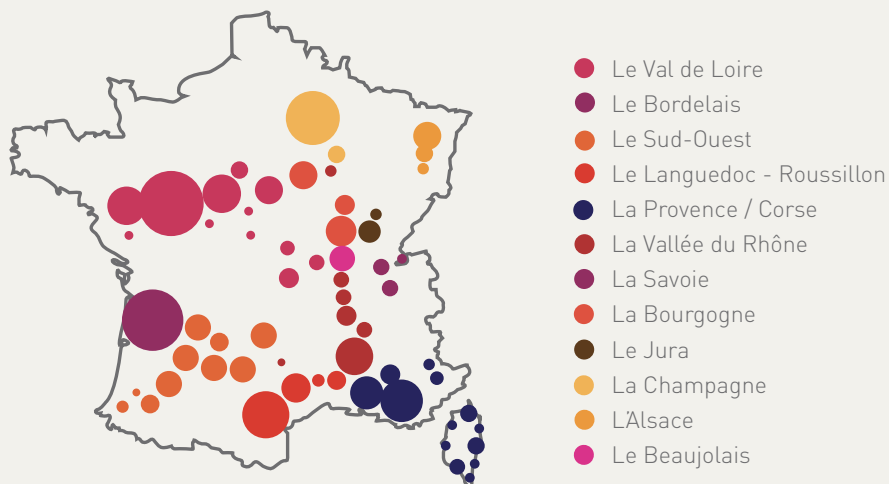 Le Val de Loire
Le Bordelais
Le Sud-Ouest
Le Languedoc - Roussillon
La Provence / Corse
La Vallée du Rhône
La Savoie
La Bourgogne
Le Jura
La Champagne
L'Alsace
Le Beaujolais